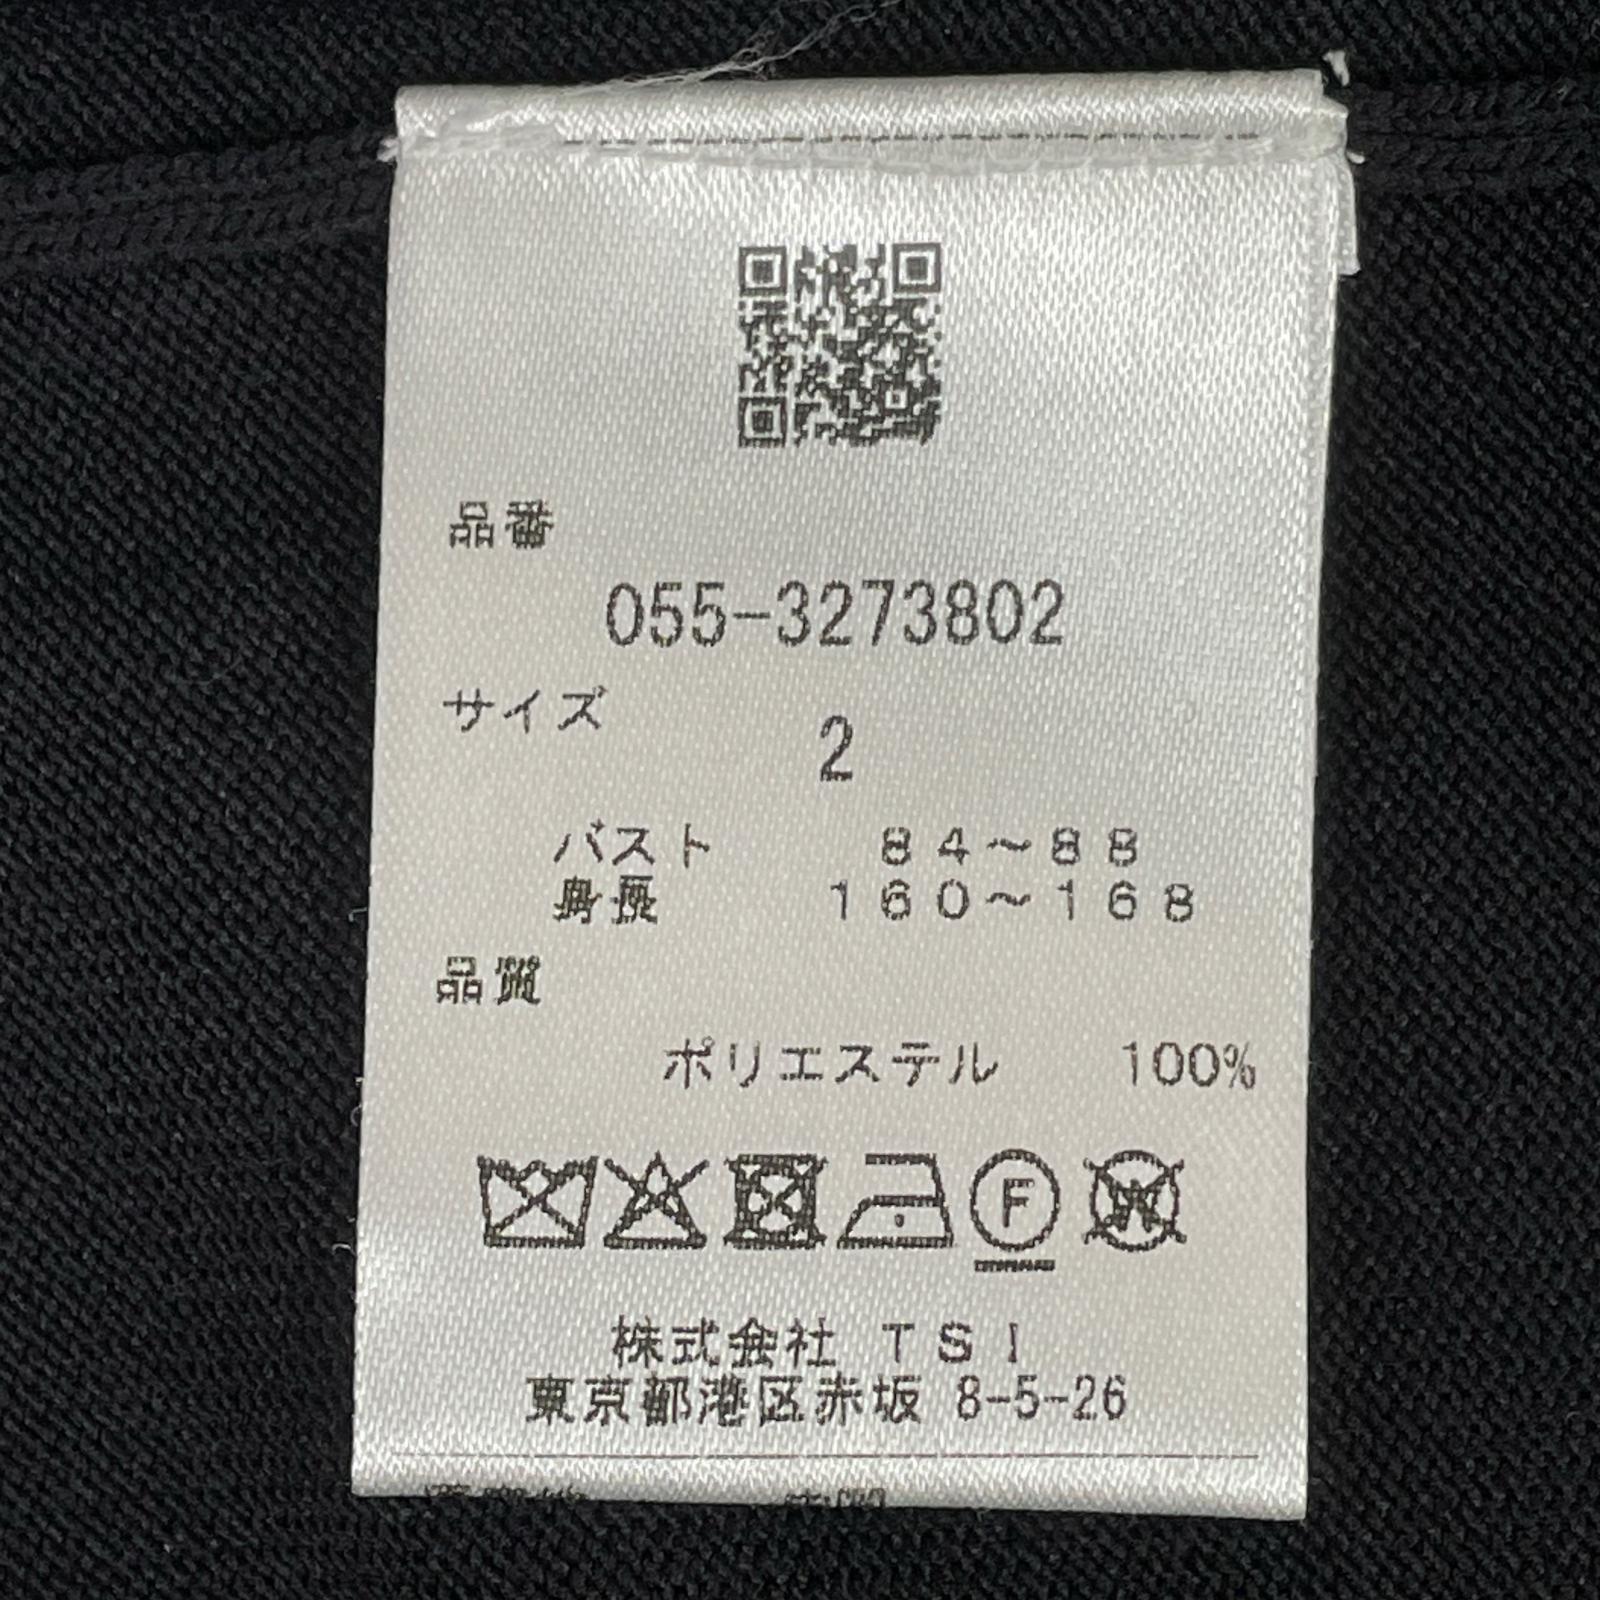 品番
055-3273802
サイズ
2
バスト 84～88
身長 160～168
品質
ポリエステル 100%
F
W
株式会社 TSI
東京都港区赤坂 8-5-26